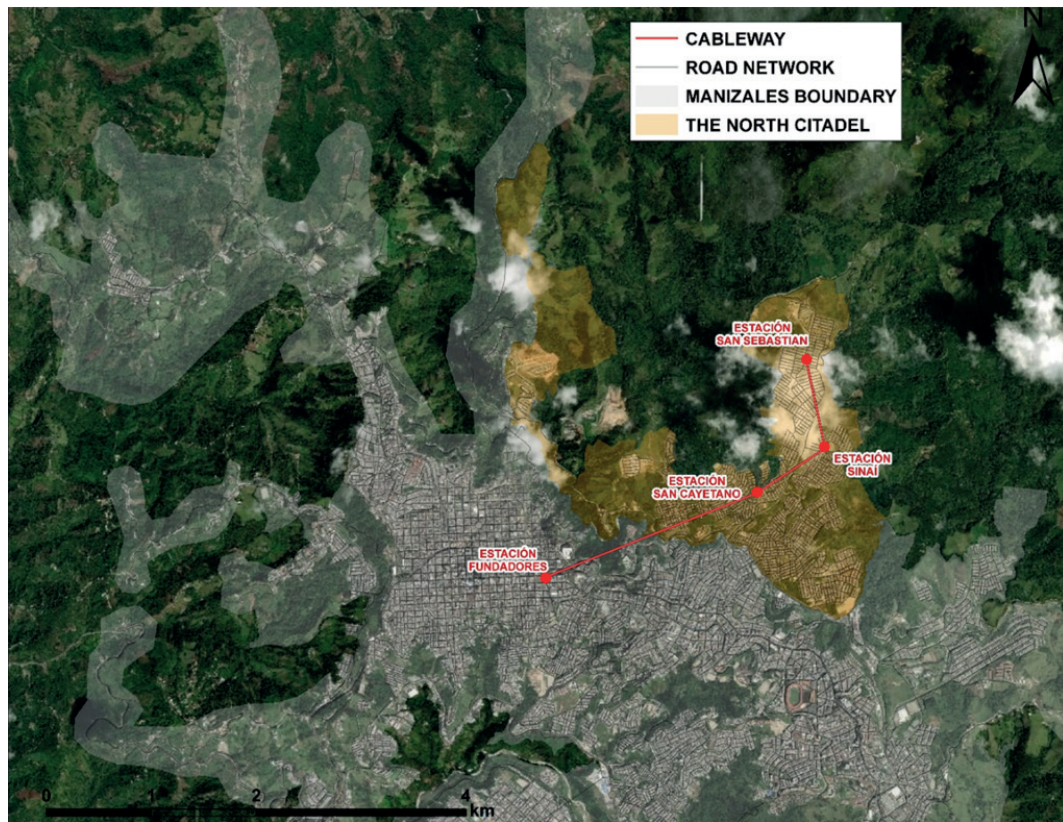 N
CABLEWAY
ROAD NETWORK
MANIZALES BOUNDARY
THE NORTH CITADEL
ESTACIÓN
SAN SEBASTIAN
ESTACIÓN
SINAÍ
ESTACIÓN
SAN CAYETANO
ESTACIÓN
FUNDADORES
0 1 2 4
km